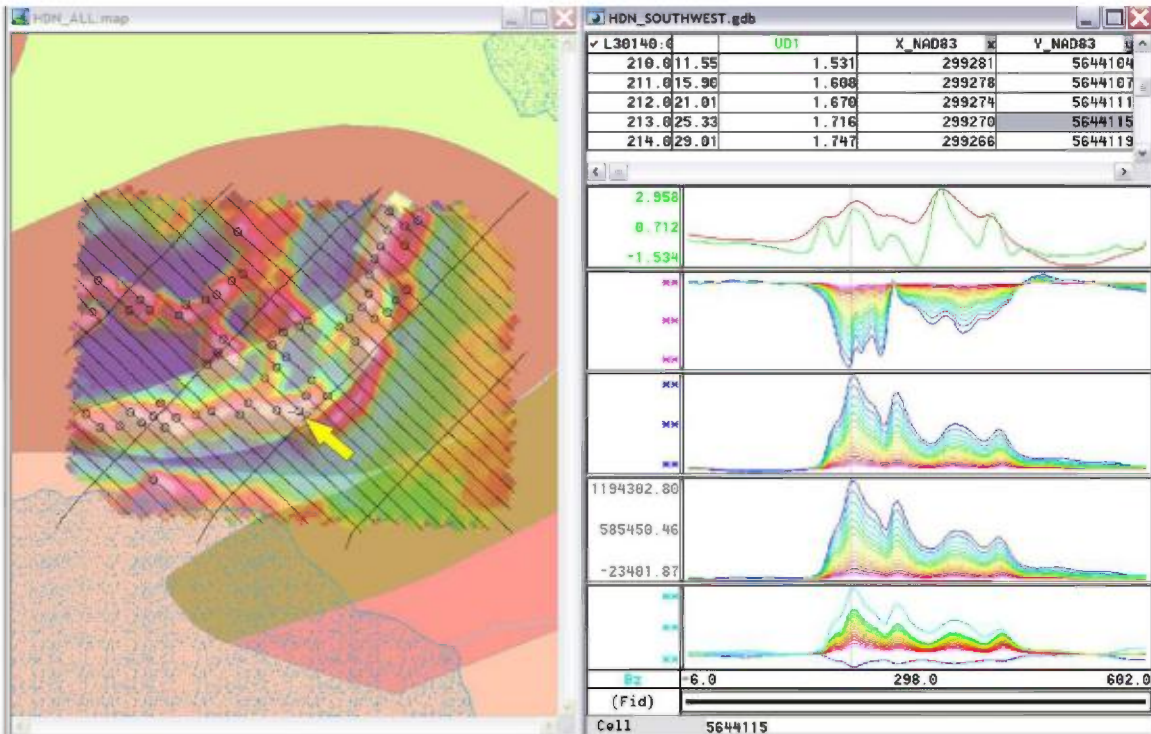 HDN_ALL.map
HDN_SOUTHWEST.gdb
✓ L30140:0 UD1 X_NAD83 x Y_NAD83 y
210.0 11.55 1.531 299281 5644104
211.0 15.90 1.608 299278 5644107
212.0 21.01 1.670 299274 5644111
213.0 25.33 1.716 299270 5644115
214.0 29.01 1.747 299266 5644119
2.958
0.712
-1.534
**
**
**
**
**
**
1194302.80
585450.46
-23401.87
**
**
**
Bz -6.0 298.0 602.0
(Fid)
Cell 5644115